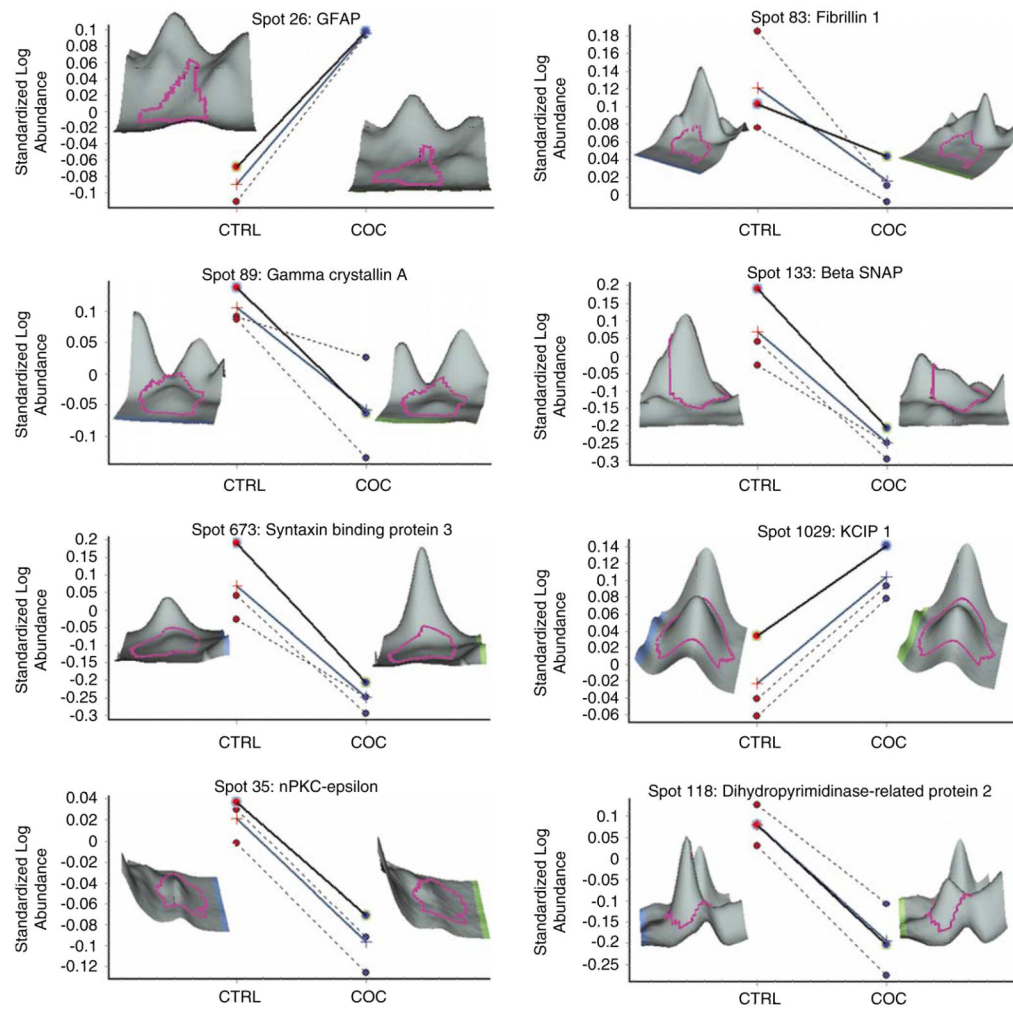 Spot 26: GFAP
Standardized Log
Abundance
0.1
0.08
0.06
0.04
0.02
0
-0.02
-0.04
-0.06
-0.08
-0.1
CTRL
COC
Spot 83: Fibrillin 1
Standardized Log
Abundance
0.18
0.16
0.14
0.12
0.1
0.08
0.06
0.04
0.02
0
CTRL
COC
Spot 89: Gamma crystallin A
Standardized Log
Abundance
0.1
0.05
0
-0.05
-0.1
CTRL
COC
Spot 133: Beta SNAP
Standardized Log
Abundance
0.2
0.15
0.1
0.05
0
-0.05
-0.1
-0.15
-0.2
-0.25
-0.3
CTRL
COC
Spot 673: Syntaxin binding protein 3
Standardized Log
Abundance
0.2
0.15
0.1
0.05
0
-0.05
-0.1
-0.15
-0.2
-0.25
-0.3
CTRL
COC
Spot 1029: KCIP 1
Standardized Log
Abundance
0.14
0.12
0.1
0.08
0.06
0.04
0.02
0
-0.02
-0.04
-0.06
CTRL
COC
Spot 35: nPKC-epsilon
Standardized Log
Abundance
0.04
0.02
0
-0.02
-0.04
-0.06
-0.08
-0.1
-0.12
CTRL
COC
Spot 118: Dihydropyrimidinase-related protein 2
Standardized Log
Abundance
0.1
0.05
0
-0.05
-0.1
-0.15
-0.2
-0.25
CTRL
COC